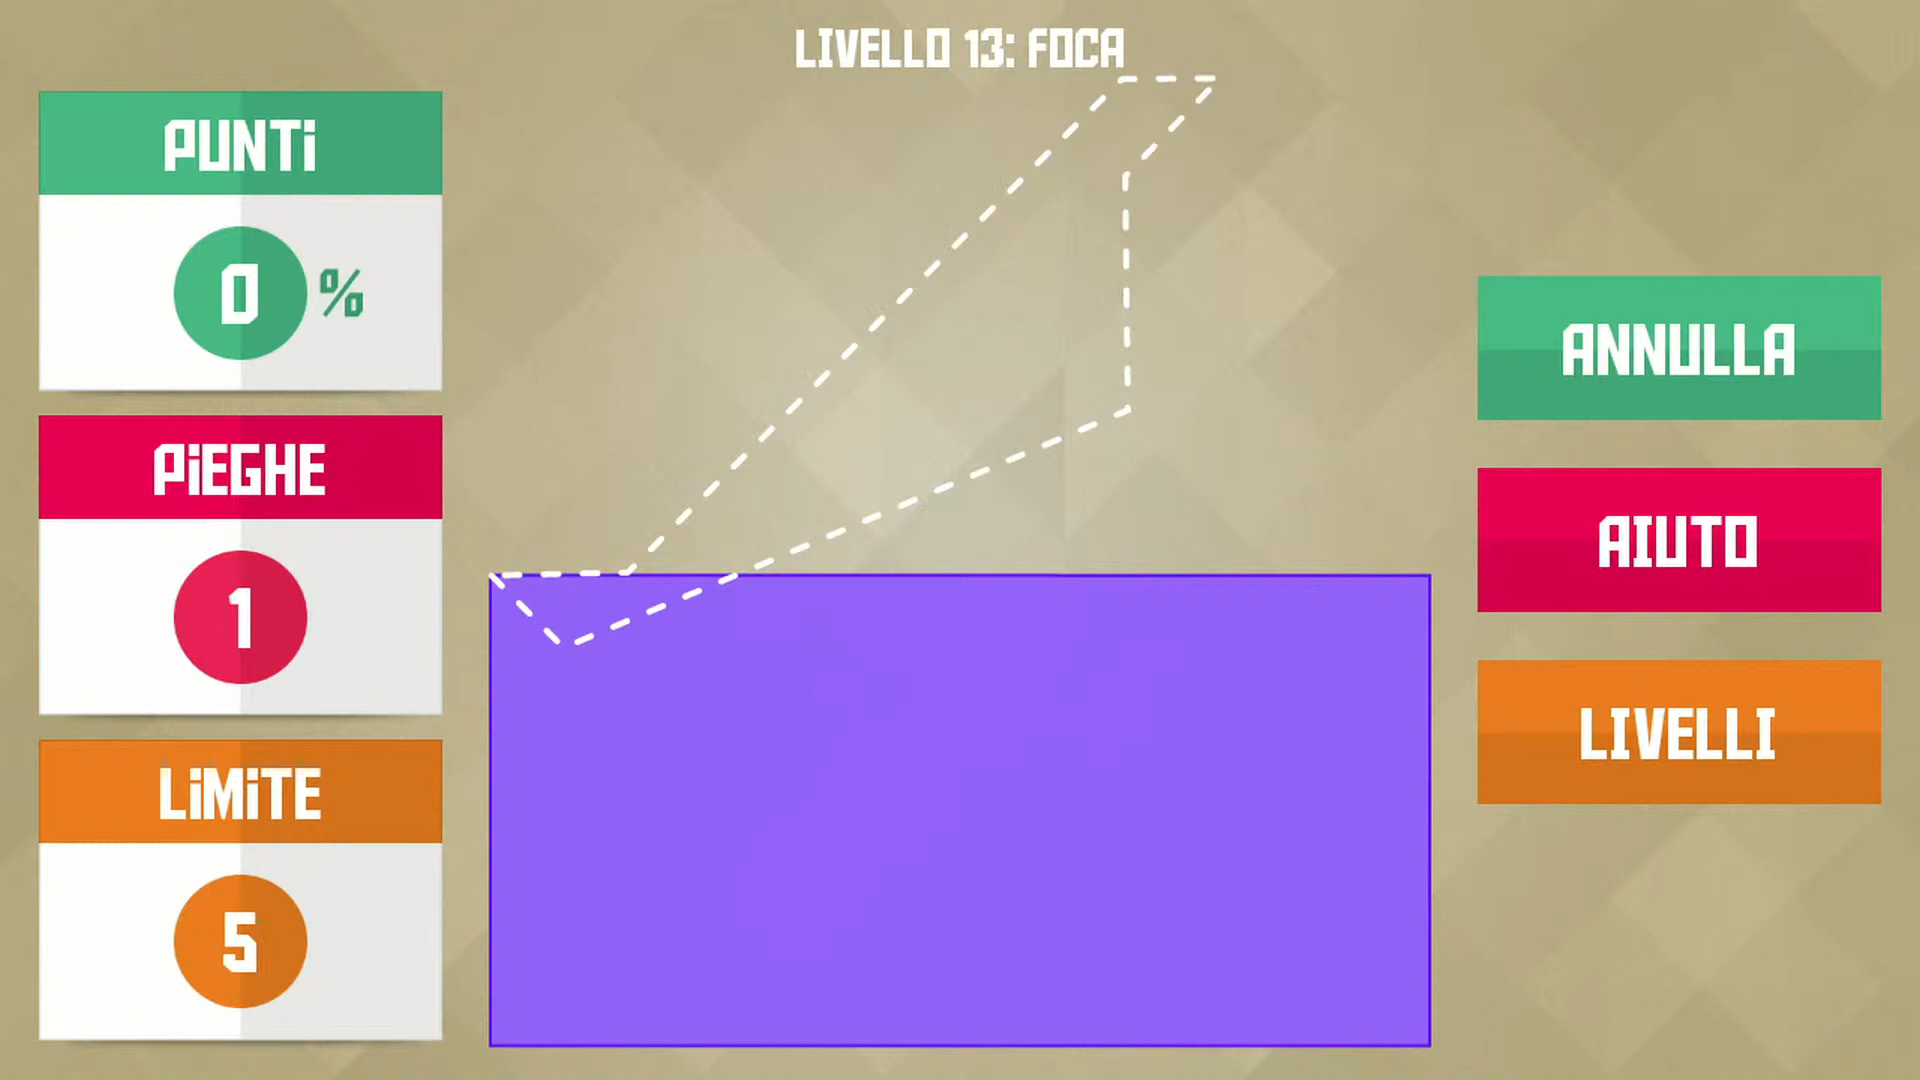 LIVELLO 13: FOCA
PUNTi
0 %
PiEGHE
1
LiMiTE
5
ANNULLA
AIUTO
LIVELLI